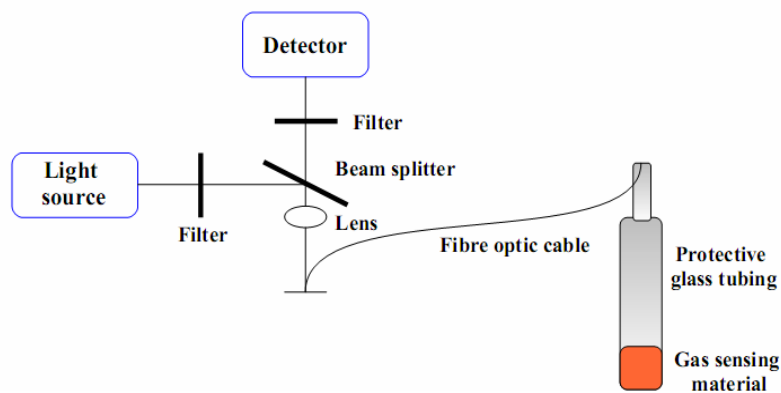 Detector
Filter
Beam splitter
Light
source
Filter
Lens
Fibre optic cable
Protective
glass tubing
Gas sensing
material